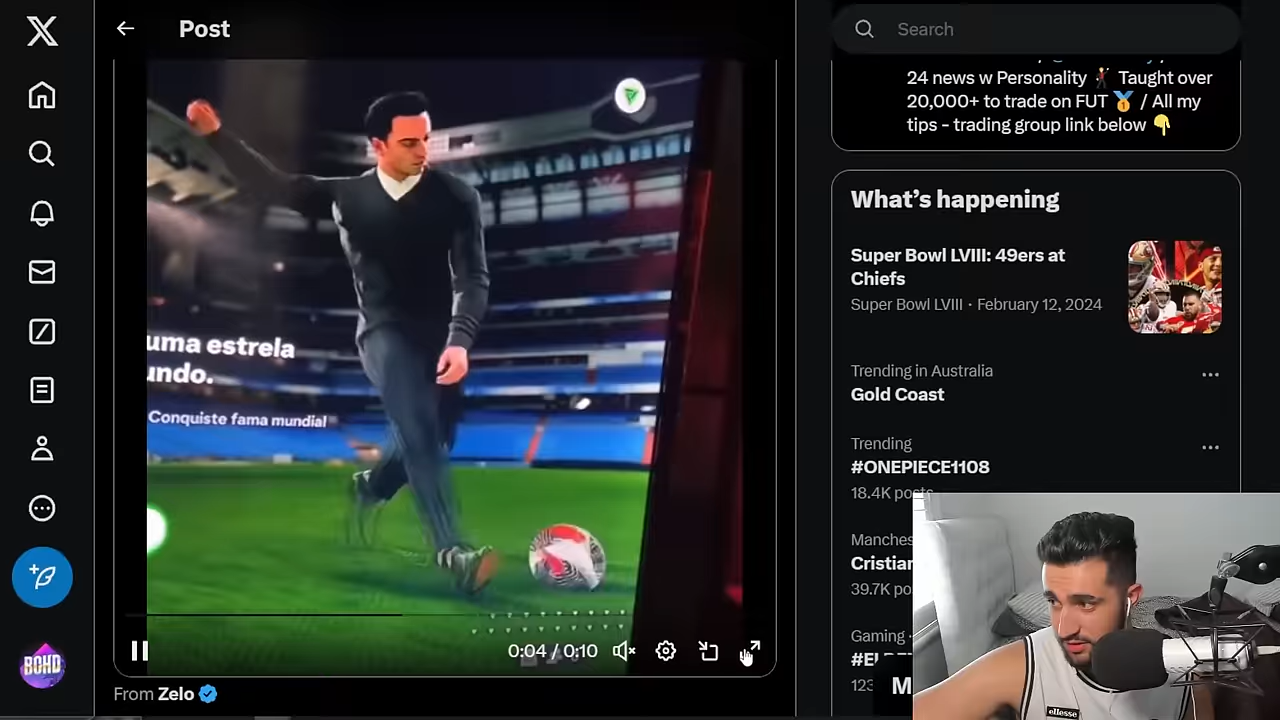 Post
uma estrela
undo.
Conquiste fama mundial
0:04 / 0:10
From Zelo
BOHD
Search
24 news w Personality 🕺 Taught over
20,000+ to trade on FUT 🥇 / All my
tips - trading group link below 👇
What's happening
Super Bowl LVIII: 49ers at
Chiefs
Super Bowl LVIII · February 12, 2024
Trending in Australia
Gold Coast
Trending
#ONEPIECE1108
18.4K posts
Manches
Cristian
39.7K po
Gaming ·
123
M
ellesse